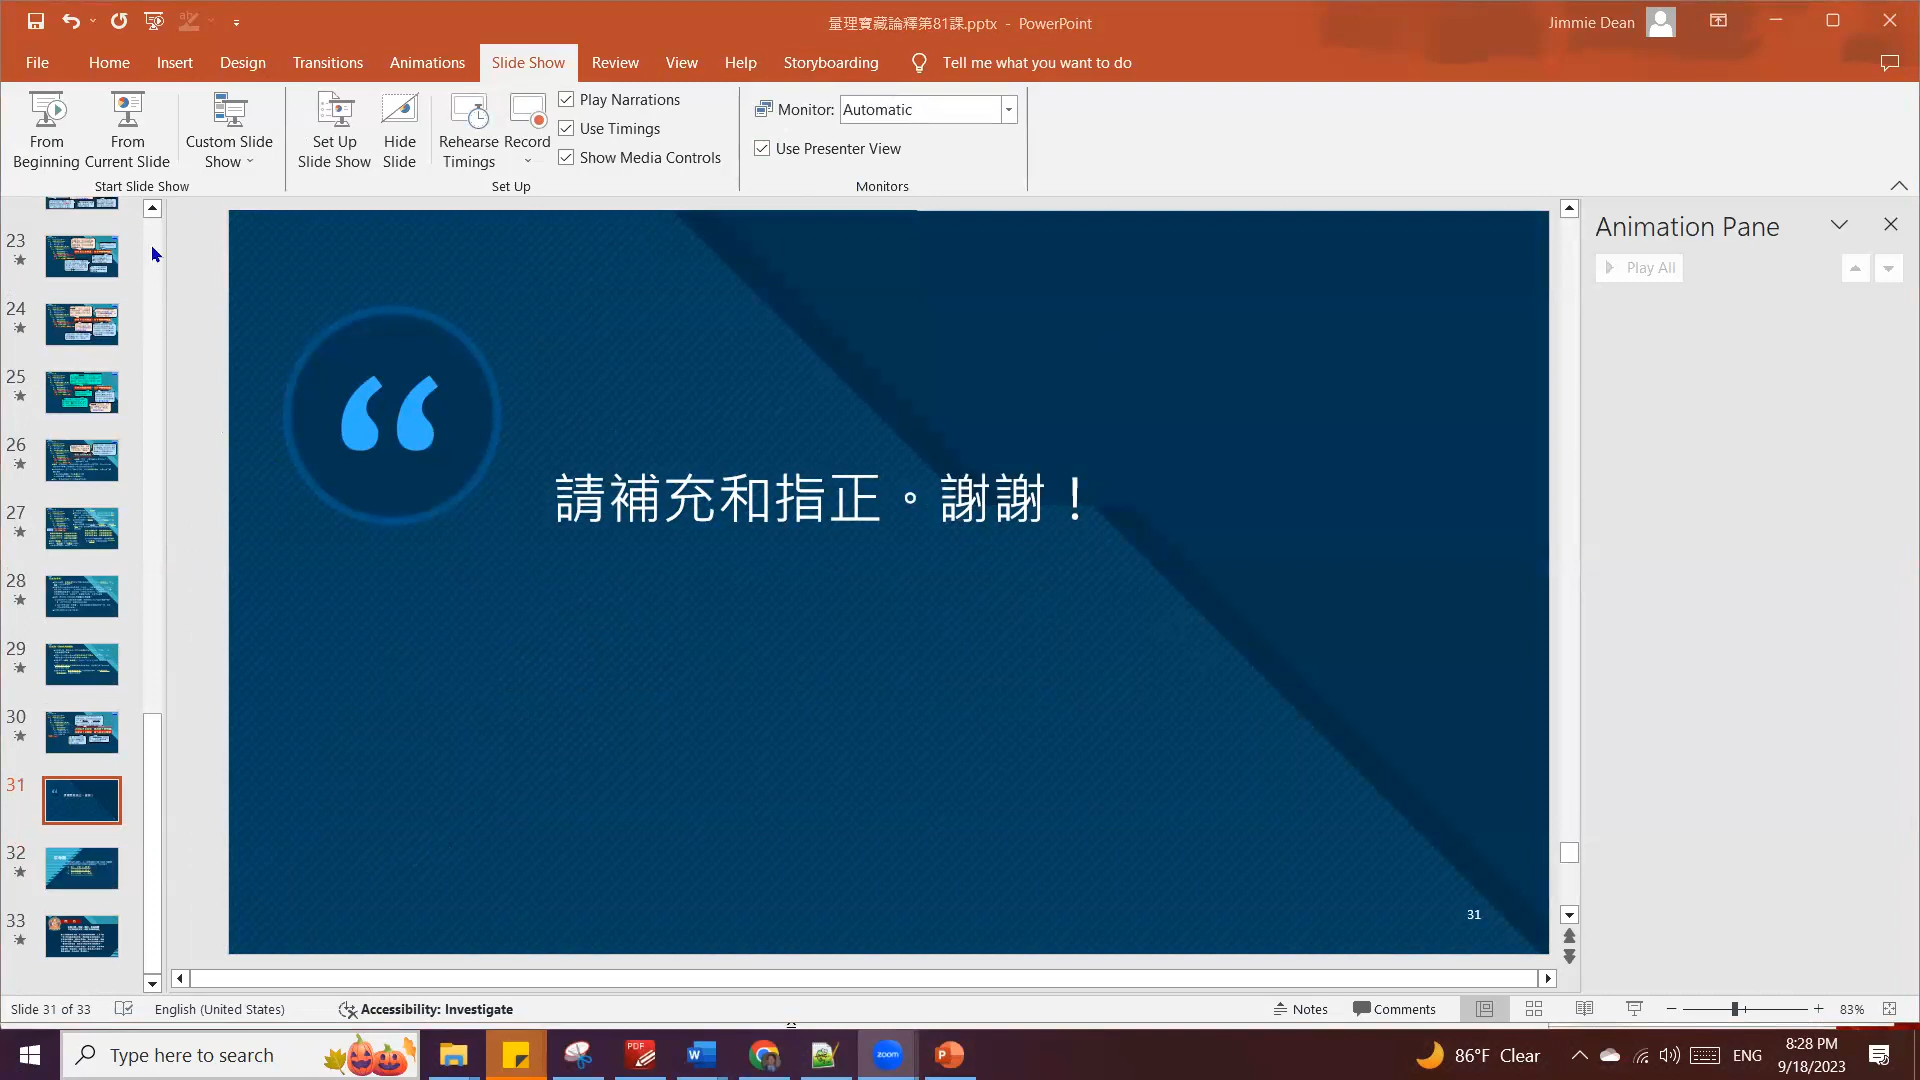 量理寶藏論釋第81課.pptx - PowerPoint
Jimmie Dean
File Home Insert Design Transitions Animations Slide Show Review View Help Storyboarding Tell me what you want to do
From Beginning
From Current Slide
Custom Slide Show
Start Slide Show
Set Up Slide Show
Hide Slide
Rehearse Timings
Record
Play Narrations
Use Timings
Show Media Controls
Set Up
Monitor: Automatic
Use Presenter View
Monitors
23
24
25
26
27
28
29
30
31
32
33
“
請補充和指正。謝謝！
31
Animation Pane
Play All
Slide 31 of 33 English (United States) Accessibility: Investigate Notes Comments 83%
Type here to search
PDF
zoom
86°F Clear
ENG
8:28 PM
9/18/2023